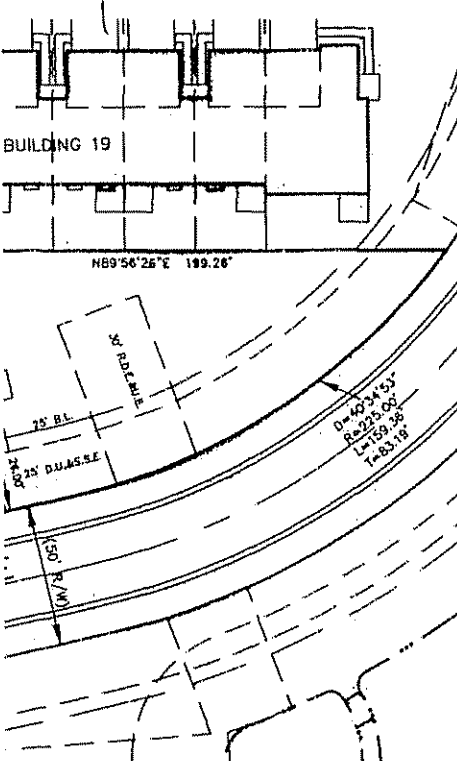 BUILDING 19
N89°56'26"E 199.26'
30' R.D.E.&U.E.
25' B.L.
25' D.U.&S.S.E
25.00'
(50' R/W)
D=40°34'53"
R=225.00'
L=159.36'
T=83.19'